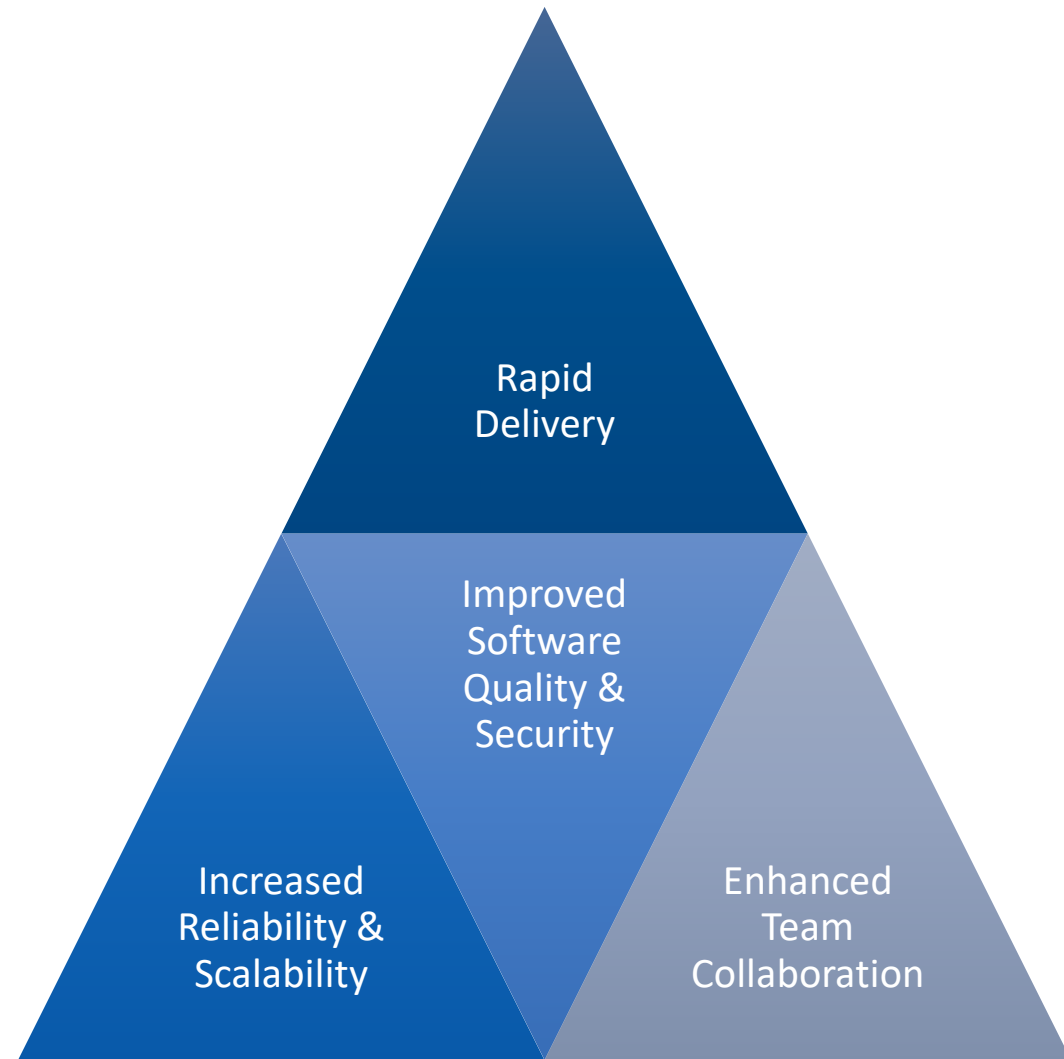 Rapid
Delivery
Improved
Software
Quality &
Security
Increased
Reliability &
Scalability
Enhanced
Team
Collaboration